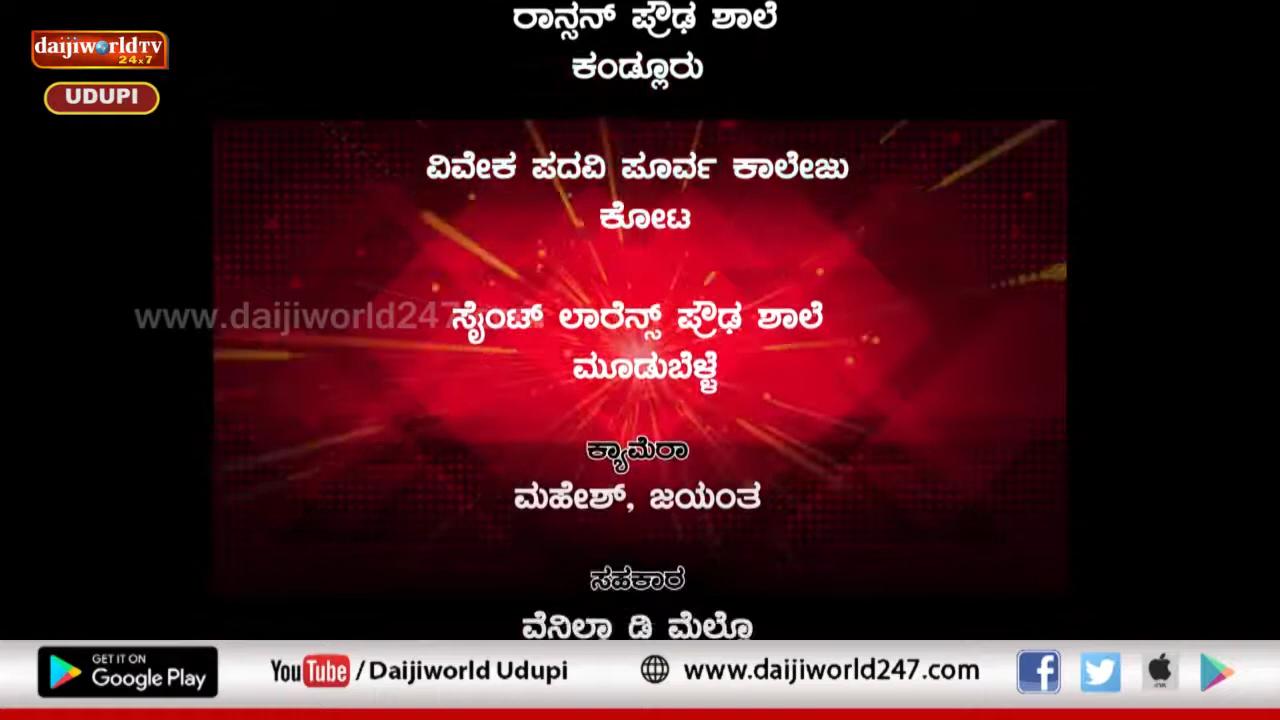 ರಾನ್ಸನ್ ಪ್ರೌಢ ಶಾಲೆ
daijiworldTV
24x7
ಕಂಡ್ಲೂರು
UDUPI
ವಿವೇಕ ಪದವಿ ಪೂರ್ವ ಕಾಲೇಜು
ಕೋಟ
www.daijiworld247
ಸೈಂಟ್ ಲಾರೆನ್ಸ್ ಪ್ರೌಢ ಶಾಲೆ
ಮೂಡುಬೆಳ್ಳೆ
ಕ್ಯಾಮೆರಾ
ಮಹೇಶ್, ಜಯಂತ
ಸಹಕಾರ
ವೆನಿಲಾ ಡಿ ಮೆಲ್ಲೊ
GET IT ON
Google Play
YouTube /Daijiworld Udupi
www.daijiworld247.com